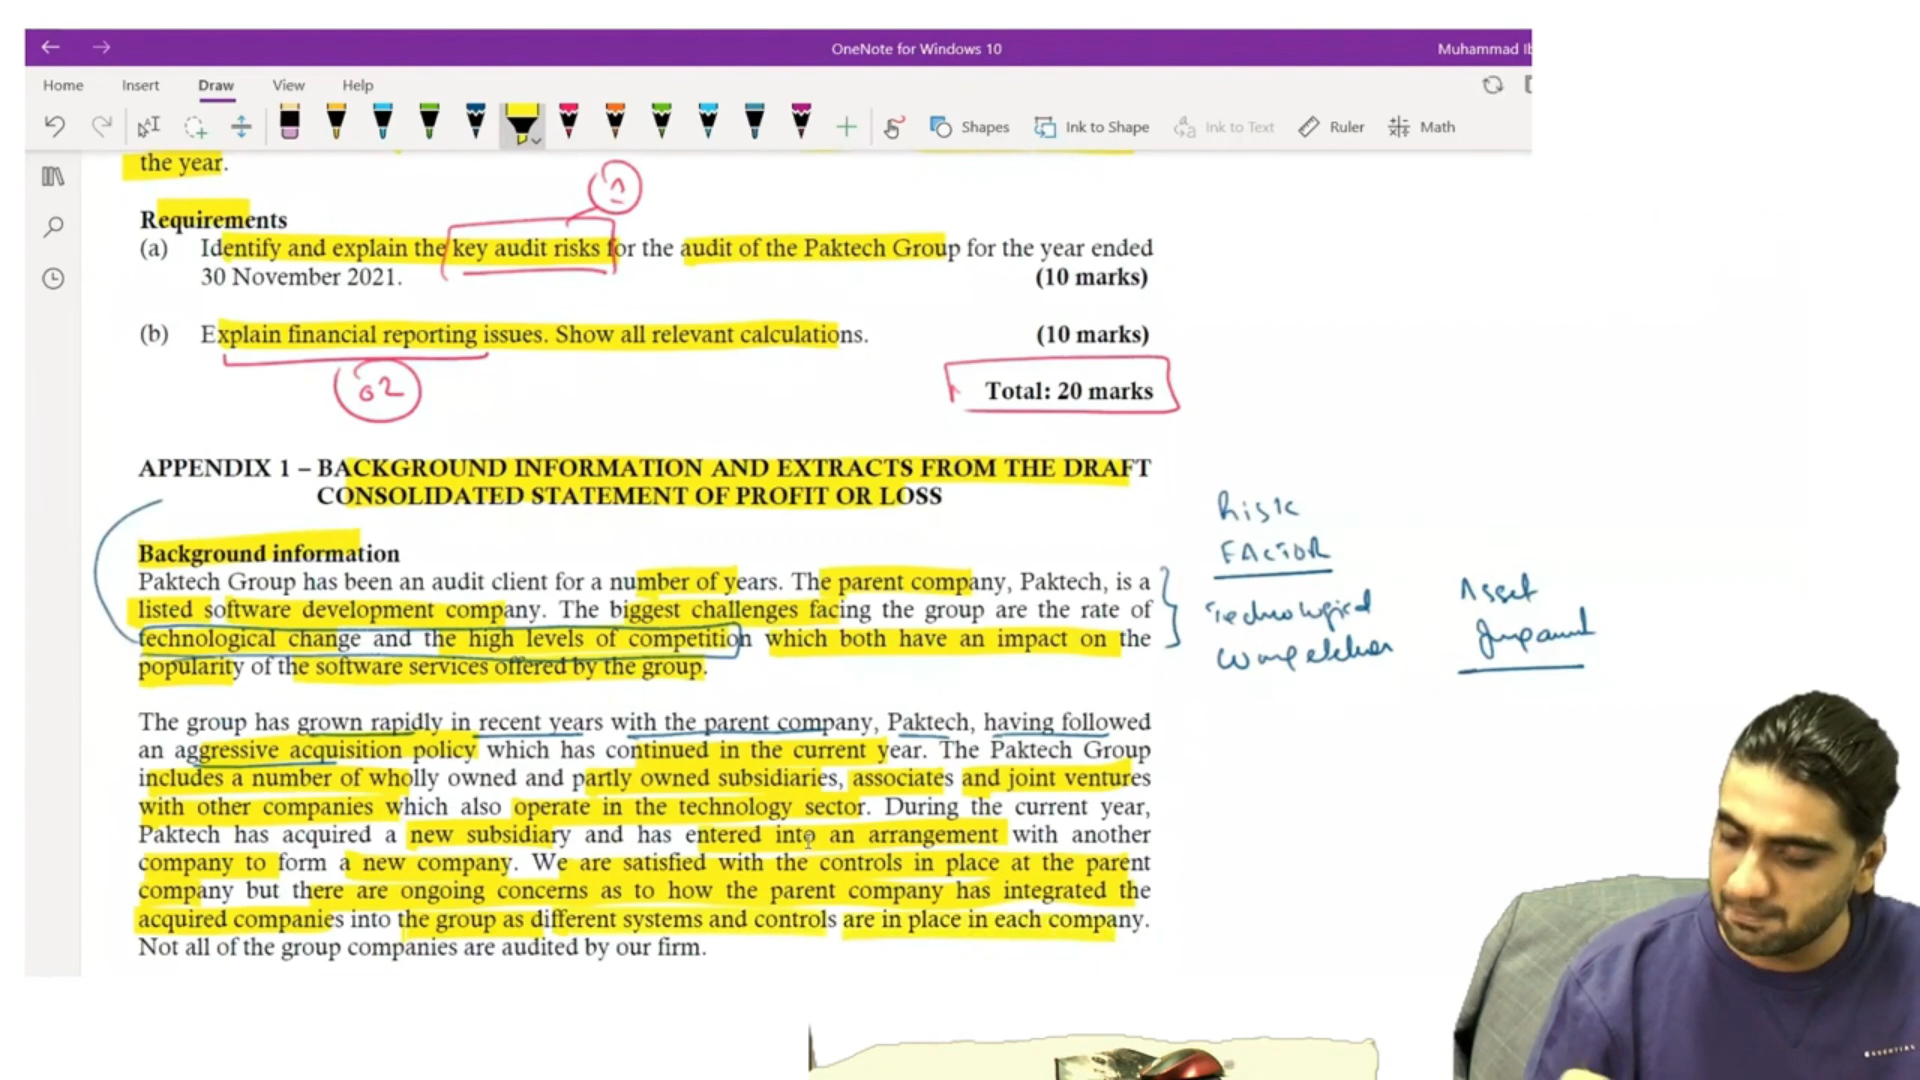 OneNote for Windows 10
Muhammad Ib
Home Insert Draw View Help
Shapes Ink to Shape Ink to Text Ruler Math
the year.
1
Requirements
(a) Identify and explain the key audit risks for the audit of the Paktech Group for the year ended
30 November 2021. (10 marks)
(b) Explain financial reporting issues. Show all relevant calculations. (10 marks)
02
Total: 20 marks
APPENDIX 1 – BACKGROUND INFORMATION AND EXTRACTS FROM THE DRAFT
CONSOLIDATED STATEMENT OF PROFIT OR LOSS
Risk
FACTOR
Background information
Paktech Group has been an audit client for a number of years. The parent company, Paktech, is a
listed software development company. The biggest challenges facing the group are the rate of
technological change and the high levels of competition which both have an impact on the
popularity of the software services offered by the group.
Technological
Competition
Asset
The group has grown rapidly in recent years with the parent company, Paktech, having followed
an aggressive acquisition policy which has continued in the current year. The Paktech Group
includes a number of wholly owned and partly owned subsidiaries, associates and joint ventures
with other companies which also operate in the technology sector. During the current year,
Paktech has acquired a new subsidiary and has entered into an arrangement with another
company to form a new company. We are satisfied with the controls in place at the parent
company but there are ongoing concerns as to how the parent company has integrated the
acquired companies into the group as different systems and controls are in place in each company.
Not all of the group companies are audited by our firm.
ESSENTIALS